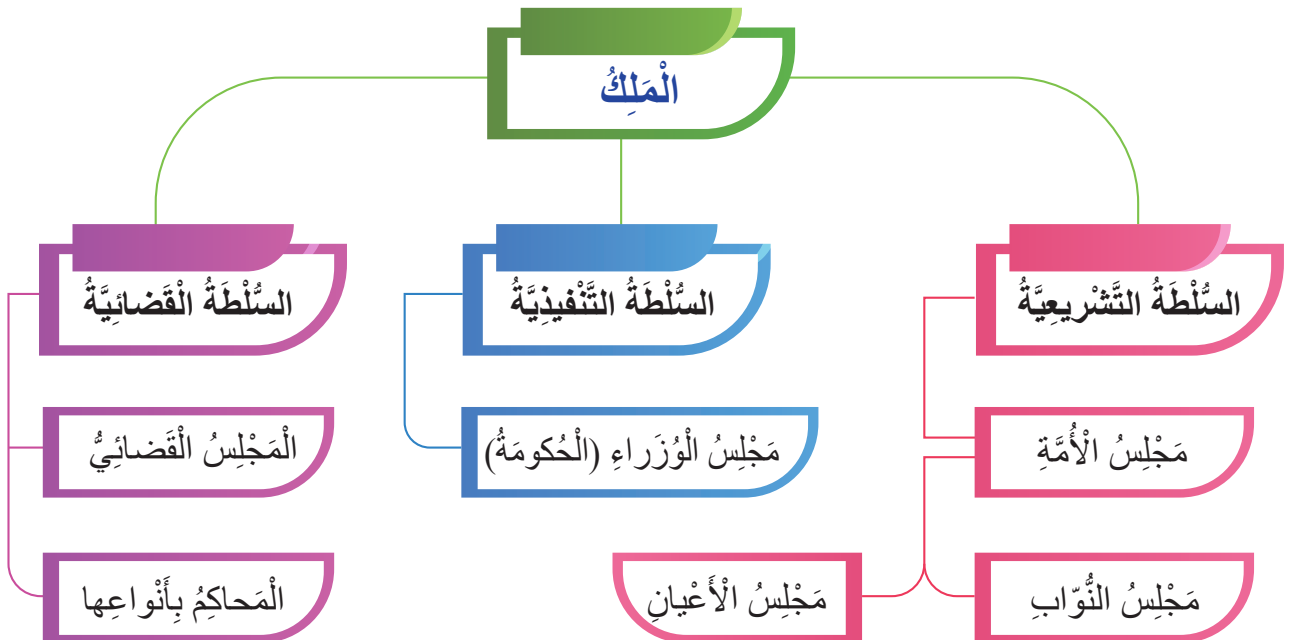 الْمَلِكُ
السُّلْطَةُ التَّشْريعِيَّةُ
السُّلْطَةُ التَّنْفيذِيَّةُ
السُّلْطَةُ الْقَضائِيَّةُ
مَجْلِسُ الْأُمَّةِ
مَجْلِسُ الْوُزَراءِ (الْحُكومَةُ)
الْمَجْلِسُ الْقَضائِيُّ
مَجْلِسُ النُّوّابِ
مَجْلِسُ الْأَعْيانِ
الْمَحاكِمُ بِأَنْواعِها